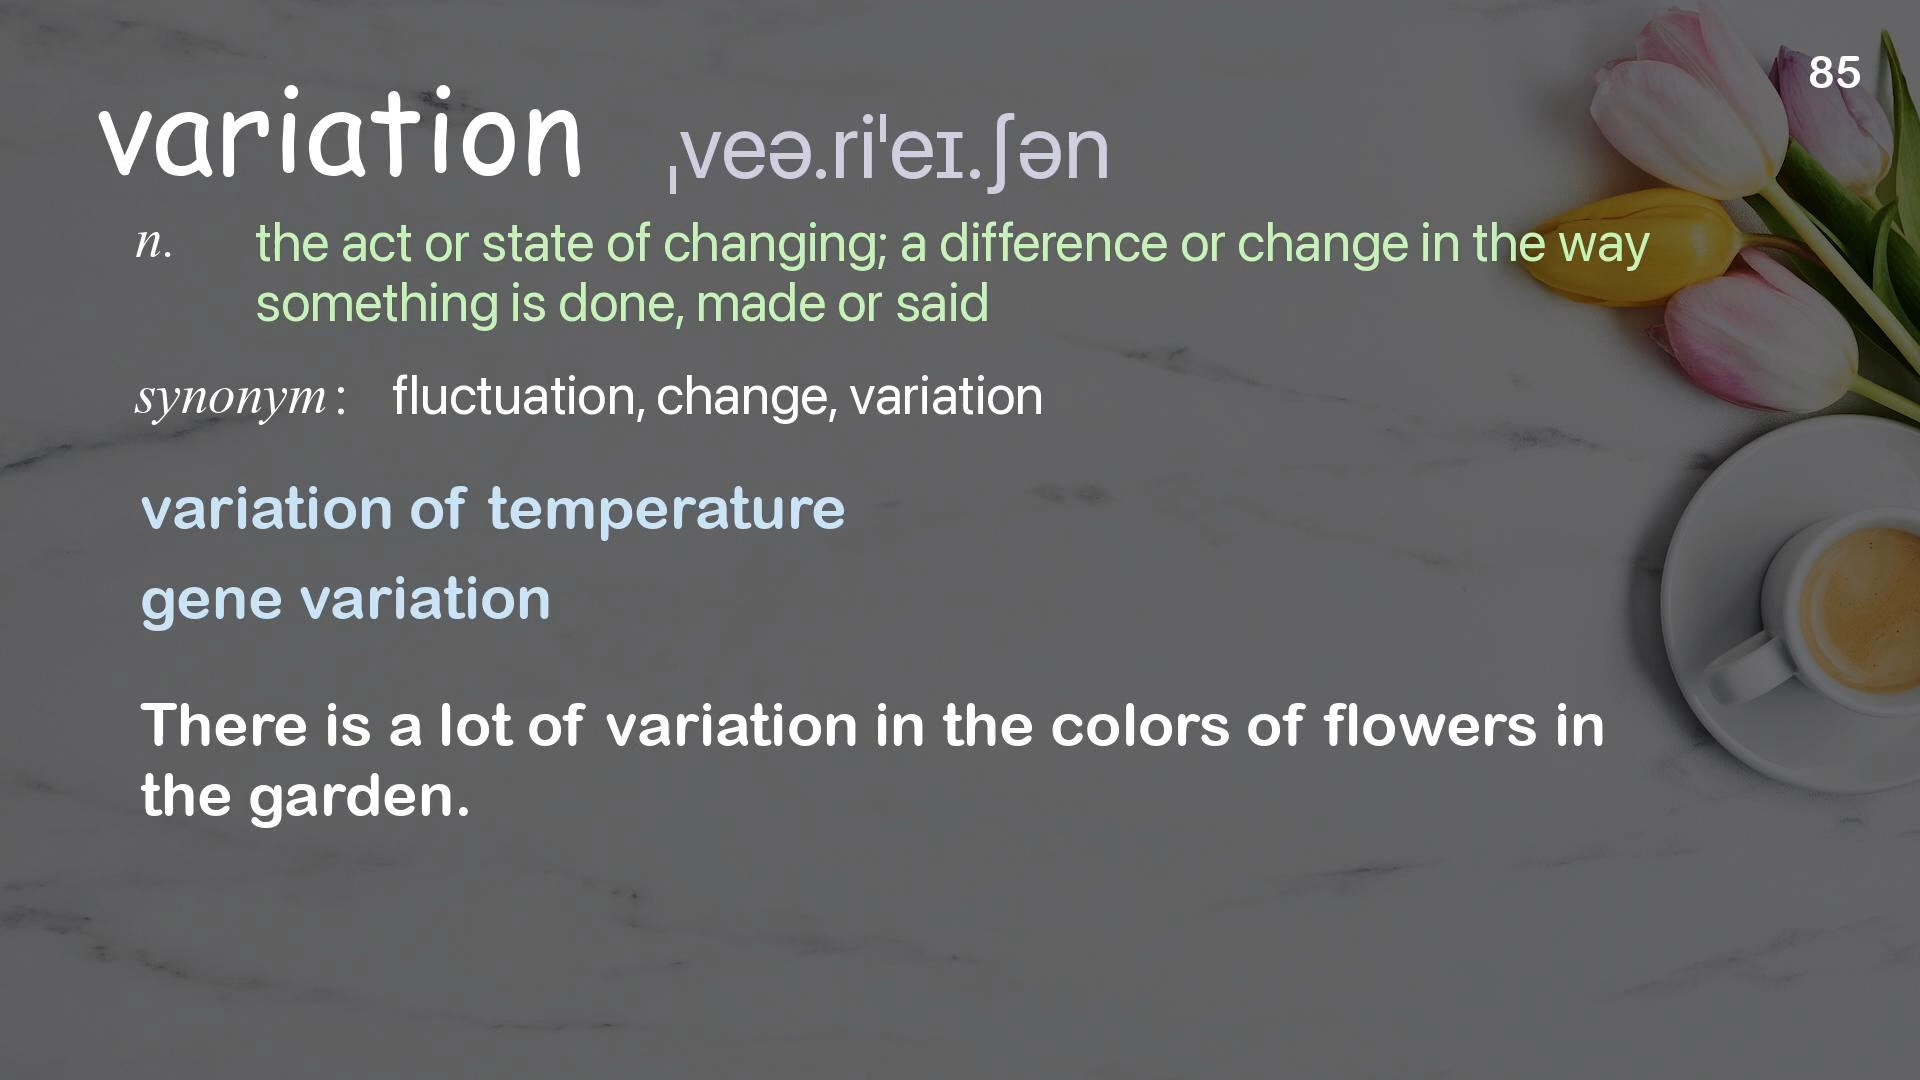 85
variation ˌveə.riˈeɪ.ʃən
n. the act or state of changing; a difference or change in the way
something is done, made or said
synonym : fluctuation, change, variation
variation of temperature
gene variation
There is a lot of variation in the colors of flowers in
the garden.